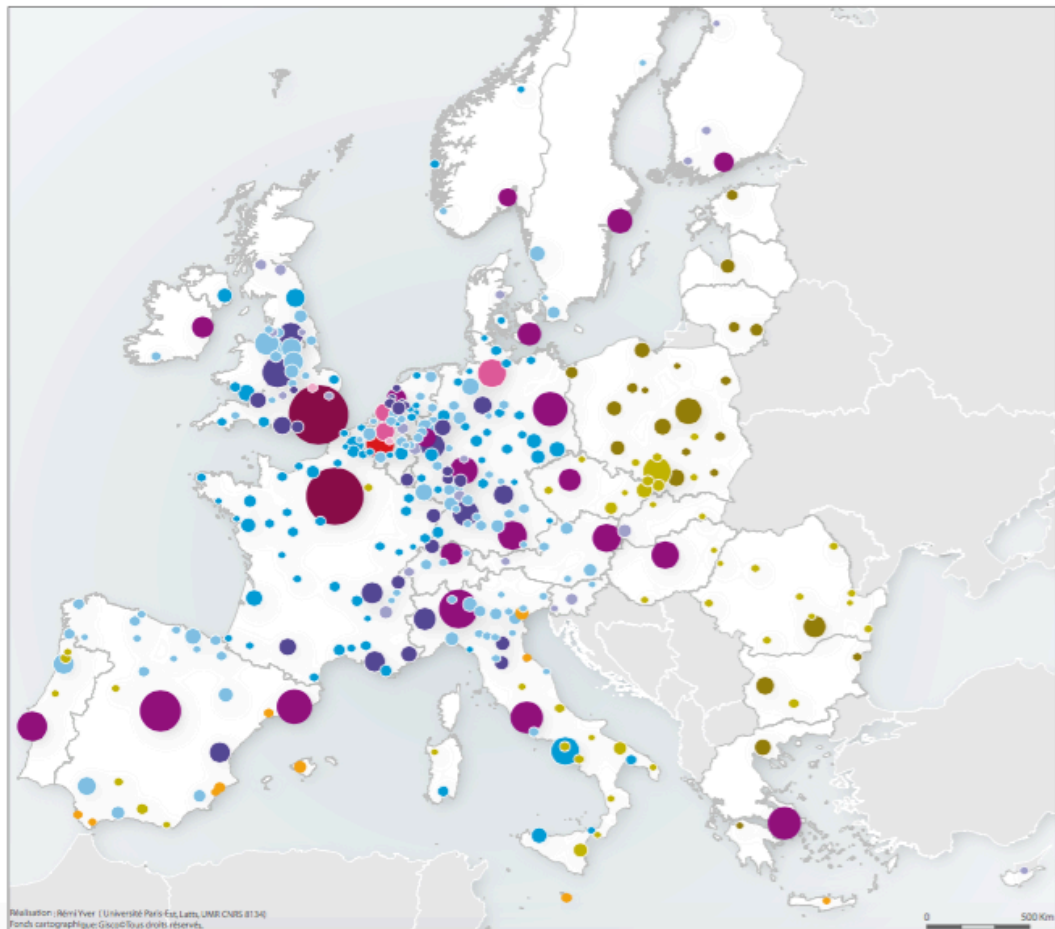 Réalisation : Rémi Yver ( Université Paris-Est, Latts, UMR CNRS 8134)
Fonds cartographique: Gisco©Tous droits réservés.
0 500 Km